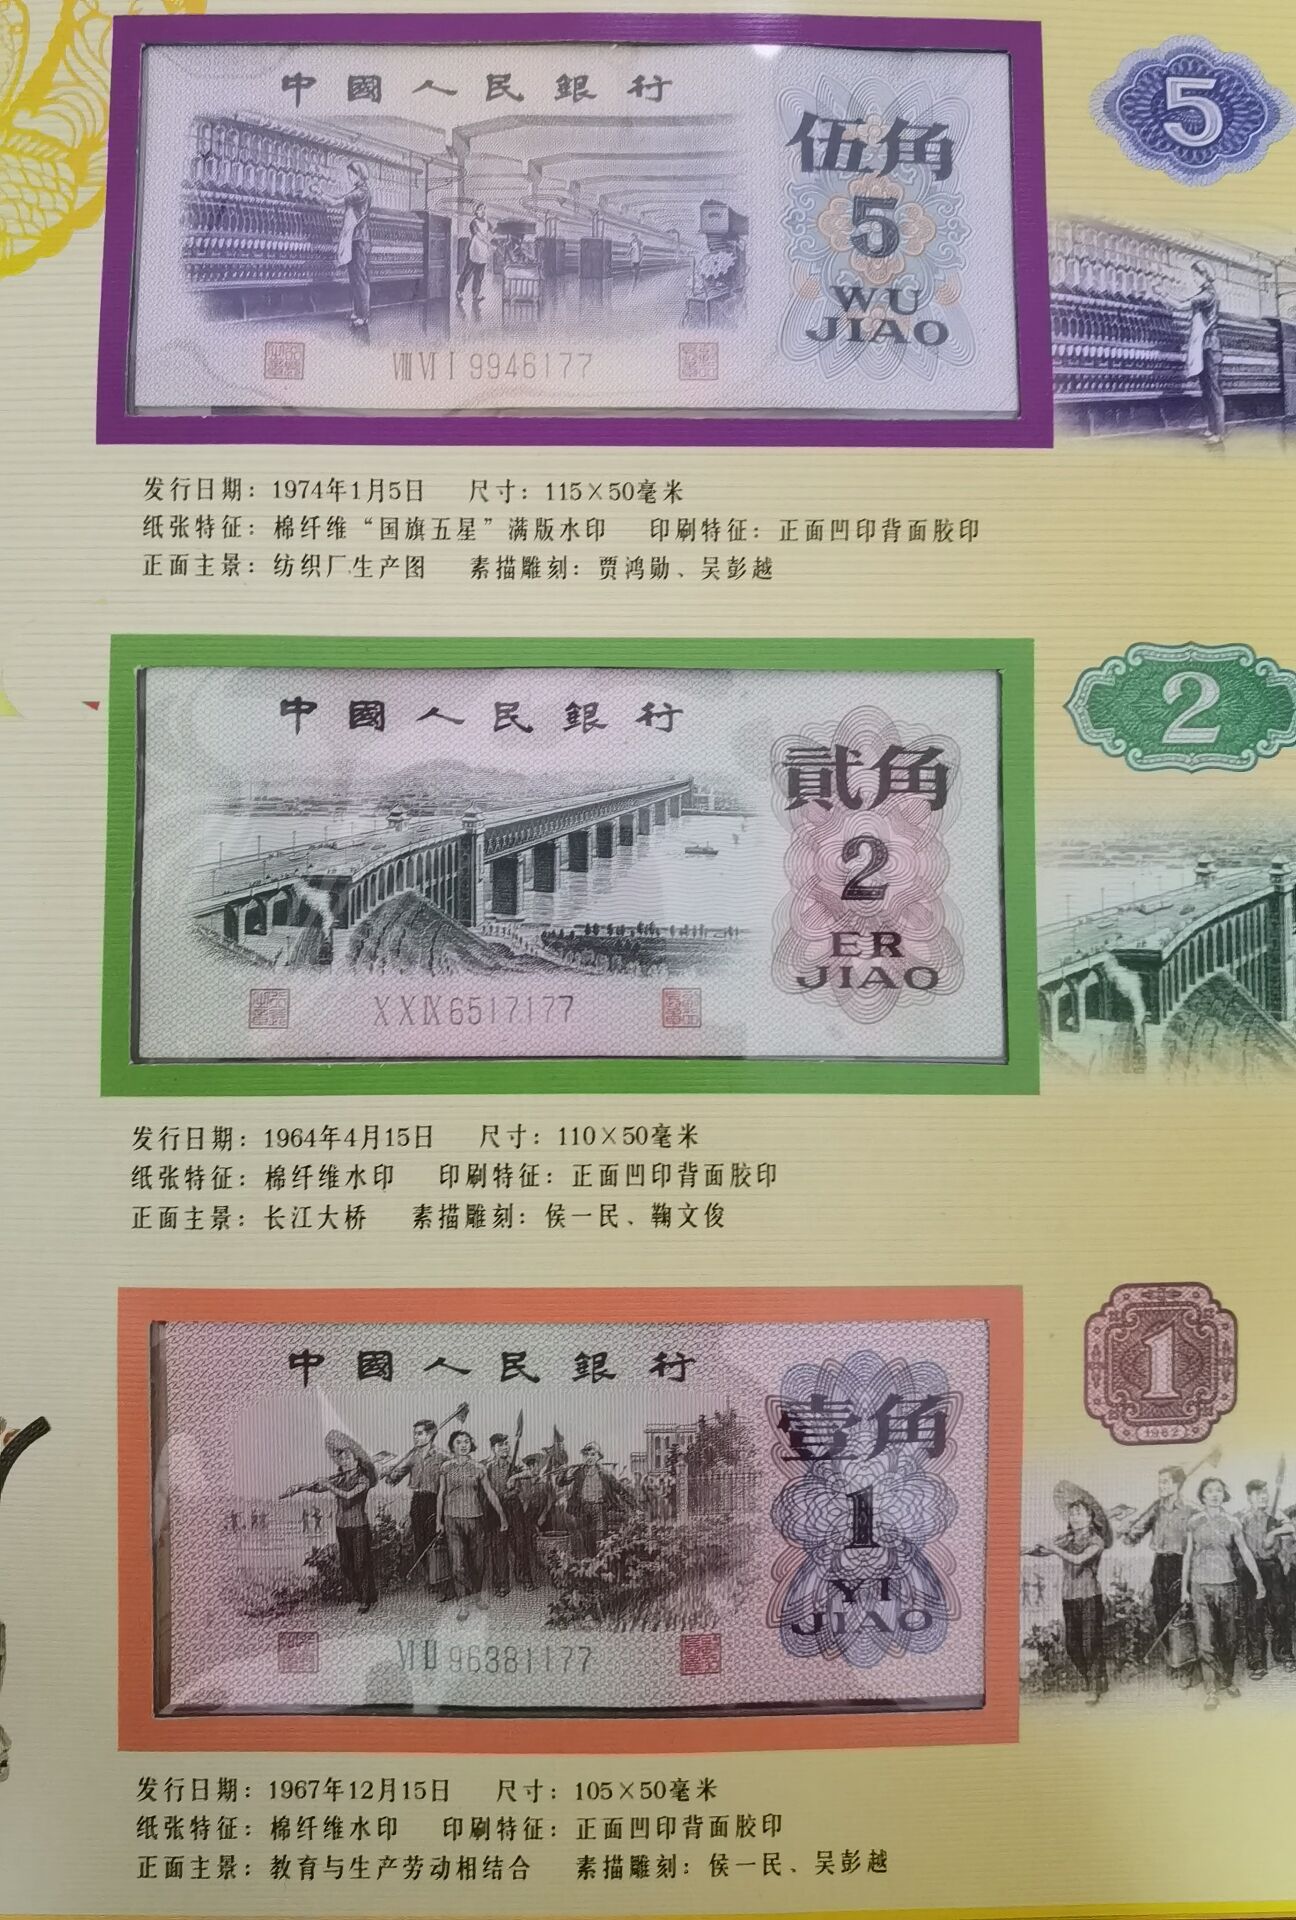 中國人民銀行
伍角
5
5
WU
JIAO
VIII VI I 9946177
发行日期：1974年1月5日 尺寸：115×50毫米
纸张特征：棉纤维“国旗五星”满版水印 印刷特征：正面凹印背面胶印
正面主景：纺织厂生产图 素描雕刻：贾鸿勋、吴彭越
中國人民銀行
貳角
2
2
ER
JIAO
XXIX 6517177
发行日期：1964年4月15日 尺寸：110×50毫米
纸张特征：棉纤维水印 印刷特征：正面凹印背面胶印
正面主景：长江大桥 素描雕刻：侯一民、鞠文俊
中國人民銀行
壹角
1
1
1962
YI
JIAO
96381177
发行日期：1967年12月15日 尺寸：105×50毫米
纸张特征：棉纤维水印 印刷特征：正面凹印背面胶印
正面主景：教育与生产劳动相结合 素描雕刻：侯一民、吴彭越